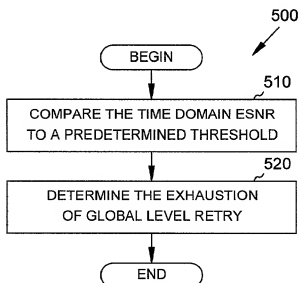 500
BEGIN
510
COMPARE THE TIME DOMAIN ESNR
TO A PREDETERMINED THRESHOLD
520
DETERMINE THE EXHAUSTION
OF GLOBAL LEVEL RETRY
END